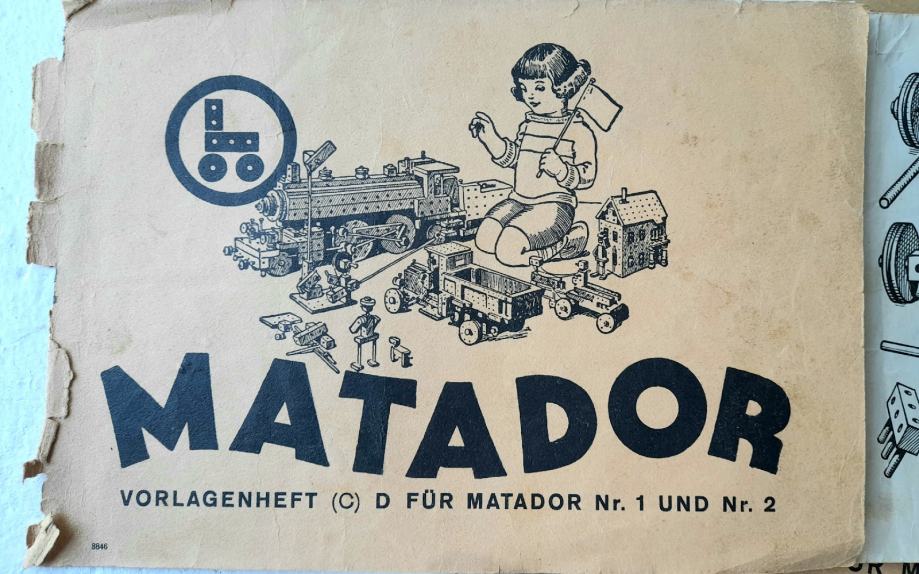 MATADOR
VORLAGENHEFT (C) D FÜR MATADOR Nr. 1 UND Nr. 2
8846